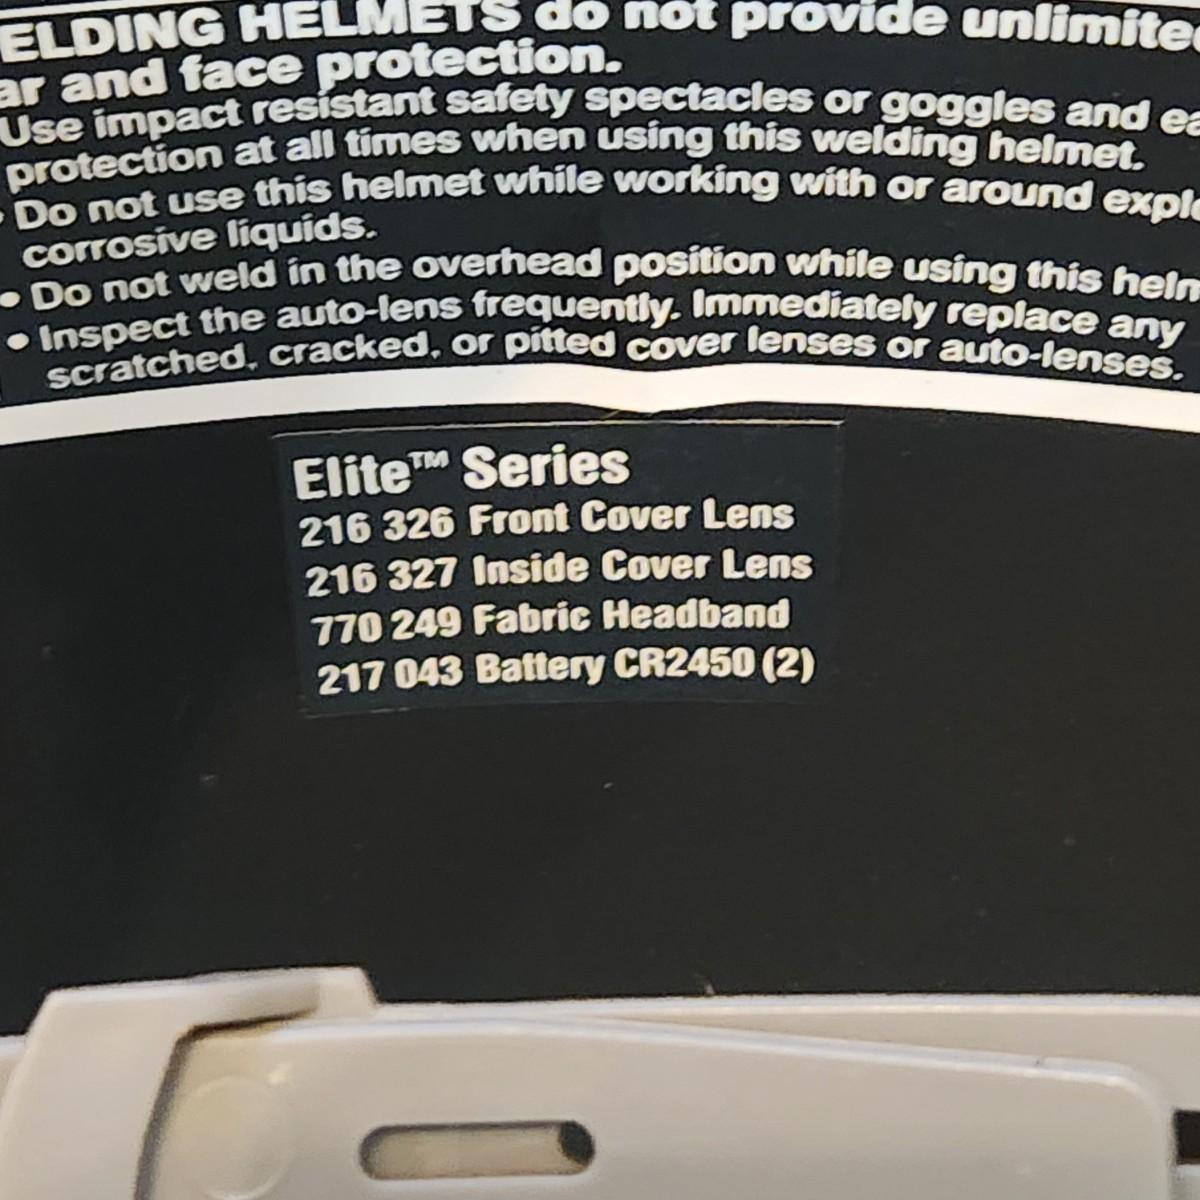 ELDING HELMETS do not provide unlimite
ar and face protection.
Use impact resistant safety spectacles or goggles and ea
protection at all times when using this welding helmet.
• Do not use this helmet while working with or around explo
corrosive liquids.
• Do not weld in the overhead position while using this helm
• Inspect the auto-lens frequently. Immediately replace any
scratched, cracked, or pitted cover lenses or auto-lenses.
Elite™ Series
216 326 Front Cover Lens
216 327 Inside Cover Lens
770 249 Fabric Headband
217 043 Battery CR2450 (2)